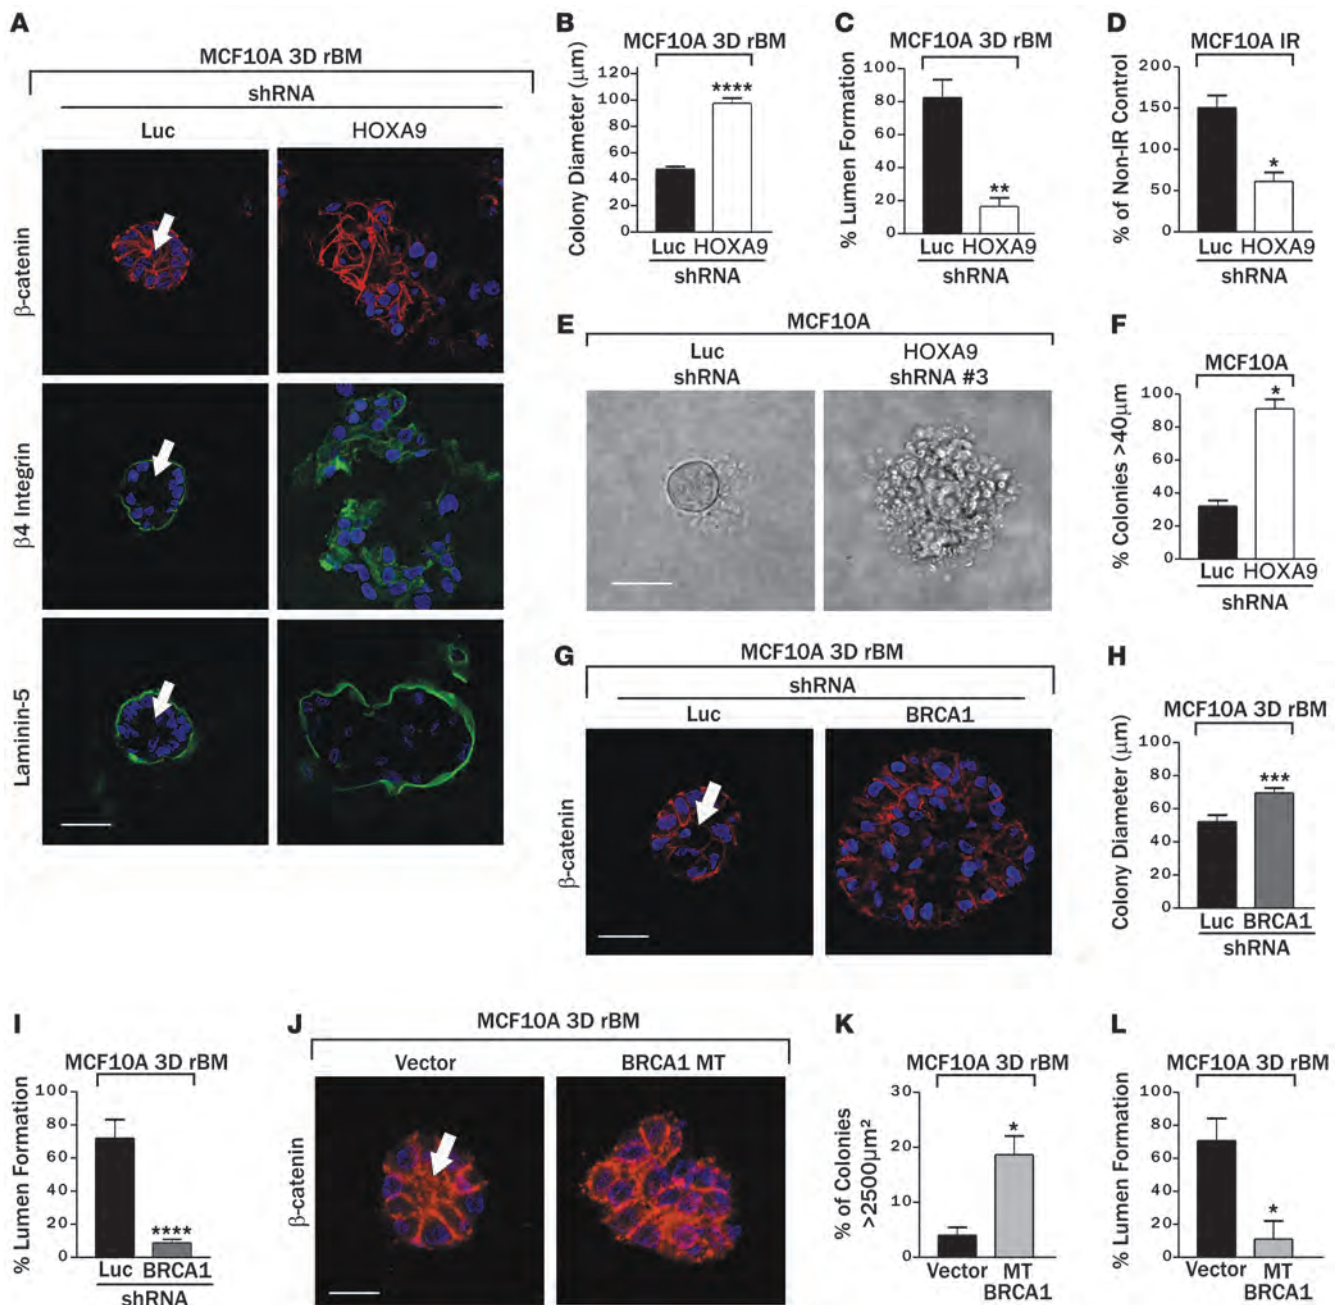 A
MCF10A 3D rBM
shRNA
Luc HOXA9
β-catenin
β4 Integrin
Laminin-5
B
MCF10A 3D rBM
Colony Diameter (μm)
120
100
80
60
40
20
0
****
Luc HOXA9
shRNA
C
MCF10A 3D rBM
% Lumen Formation
100
80
60
40
20
0
**
Luc HOXA9
shRNA
D
MCF10A IR
% of Non-IR Control
200
150
100
50
0
*
Luc HOXA9
shRNA
E
MCF10A
Luc HOXA9
shRNA shRNA #3
F
MCF10A
% Colonies >40μm
100
80
60
40
20
0
*
Luc HOXA9
shRNA
G
MCF10A 3D rBM
shRNA
Luc BRCA1
β-catenin
H
MCF10A 3D rBM
Colony Diameter (μm)
100
80
60
40
20
0
***
Luc BRCA1
shRNA
I
MCF10A 3D rBM
% Lumen Formation
100
80
60
40
20
0
****
Luc BRCA1
shRNA
J
MCF10A 3D rBM
Vector BRCA1 MT
β-catenin
K
MCF10A 3D rBM
% of Colonies
>2500μm²
30
20
10
0
*
Vector MT
BRCA1
L
MCF10A 3D rBM
% Lumen Formation
100
80
60
40
20
0
*
Vector MT
BRCA1